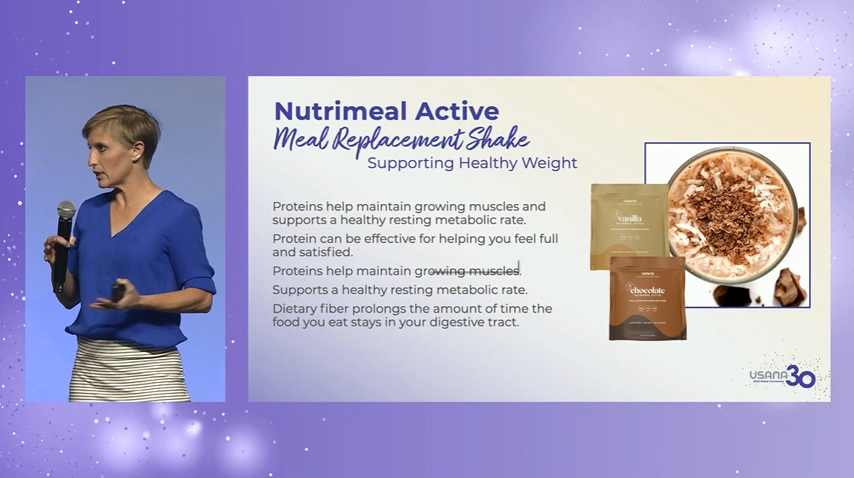 Nutrimeal Active
Meal Replacement Shake
Supporting Healthy Weight
Proteins help maintain growing muscles and
supports a healthy resting metabolic rate.
Protein can be effective for helping you feel full
and satisfied.
Proteins help maintain growing muscles.
Supports a healthy resting metabolic rate.
Dietary fiber prolongs the amount of time the
food you eat stays in your digestive tract.
vanilla
chocolate
USANA 30